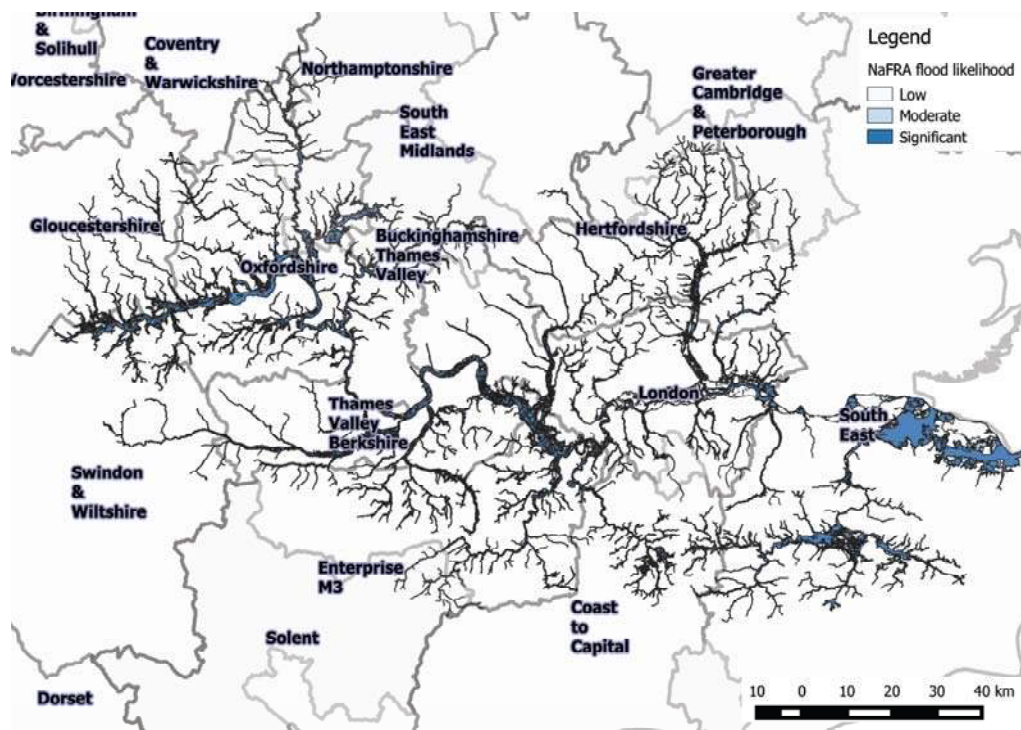 Birmingham
&
Solihull
Worcestershire
Coventry
&
Warwickshire
Northamptonshire
South
East
Midlands
Greater
Cambridge
&
Peterborough
Legend
NaFRA flood likelihood
Low
Moderate
Significant
Gloucestershire
Oxfordshire
Buckinghamshire
Thames
Valley
Hertfordshire
Thames
Valley
Berkshire
London
South
East
Swindon
&
Wiltshire
Enterprise
M3
Solent
Coast
to
Capital
Dorset
10 0 10 20 30 40 km